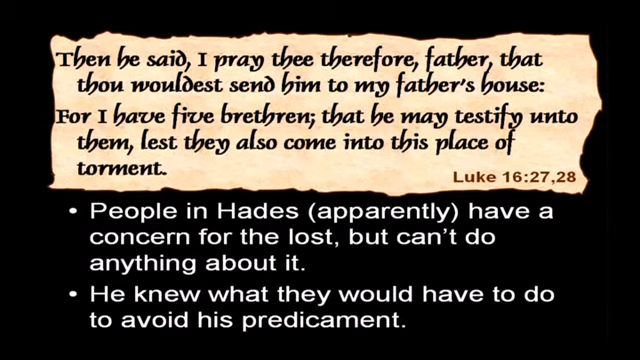 Then he said, I pray thee therefore, father, that
thou wouldest send him to my father's house:
For I have five brethren; that he may testify unto
them, lest they also come into this place of
torment.
Luke 16:27,28
• People in Hades (apparently) have a
concern for the lost, but can't do
anything about it.
• He knew what they would have to do
to avoid his predicament.